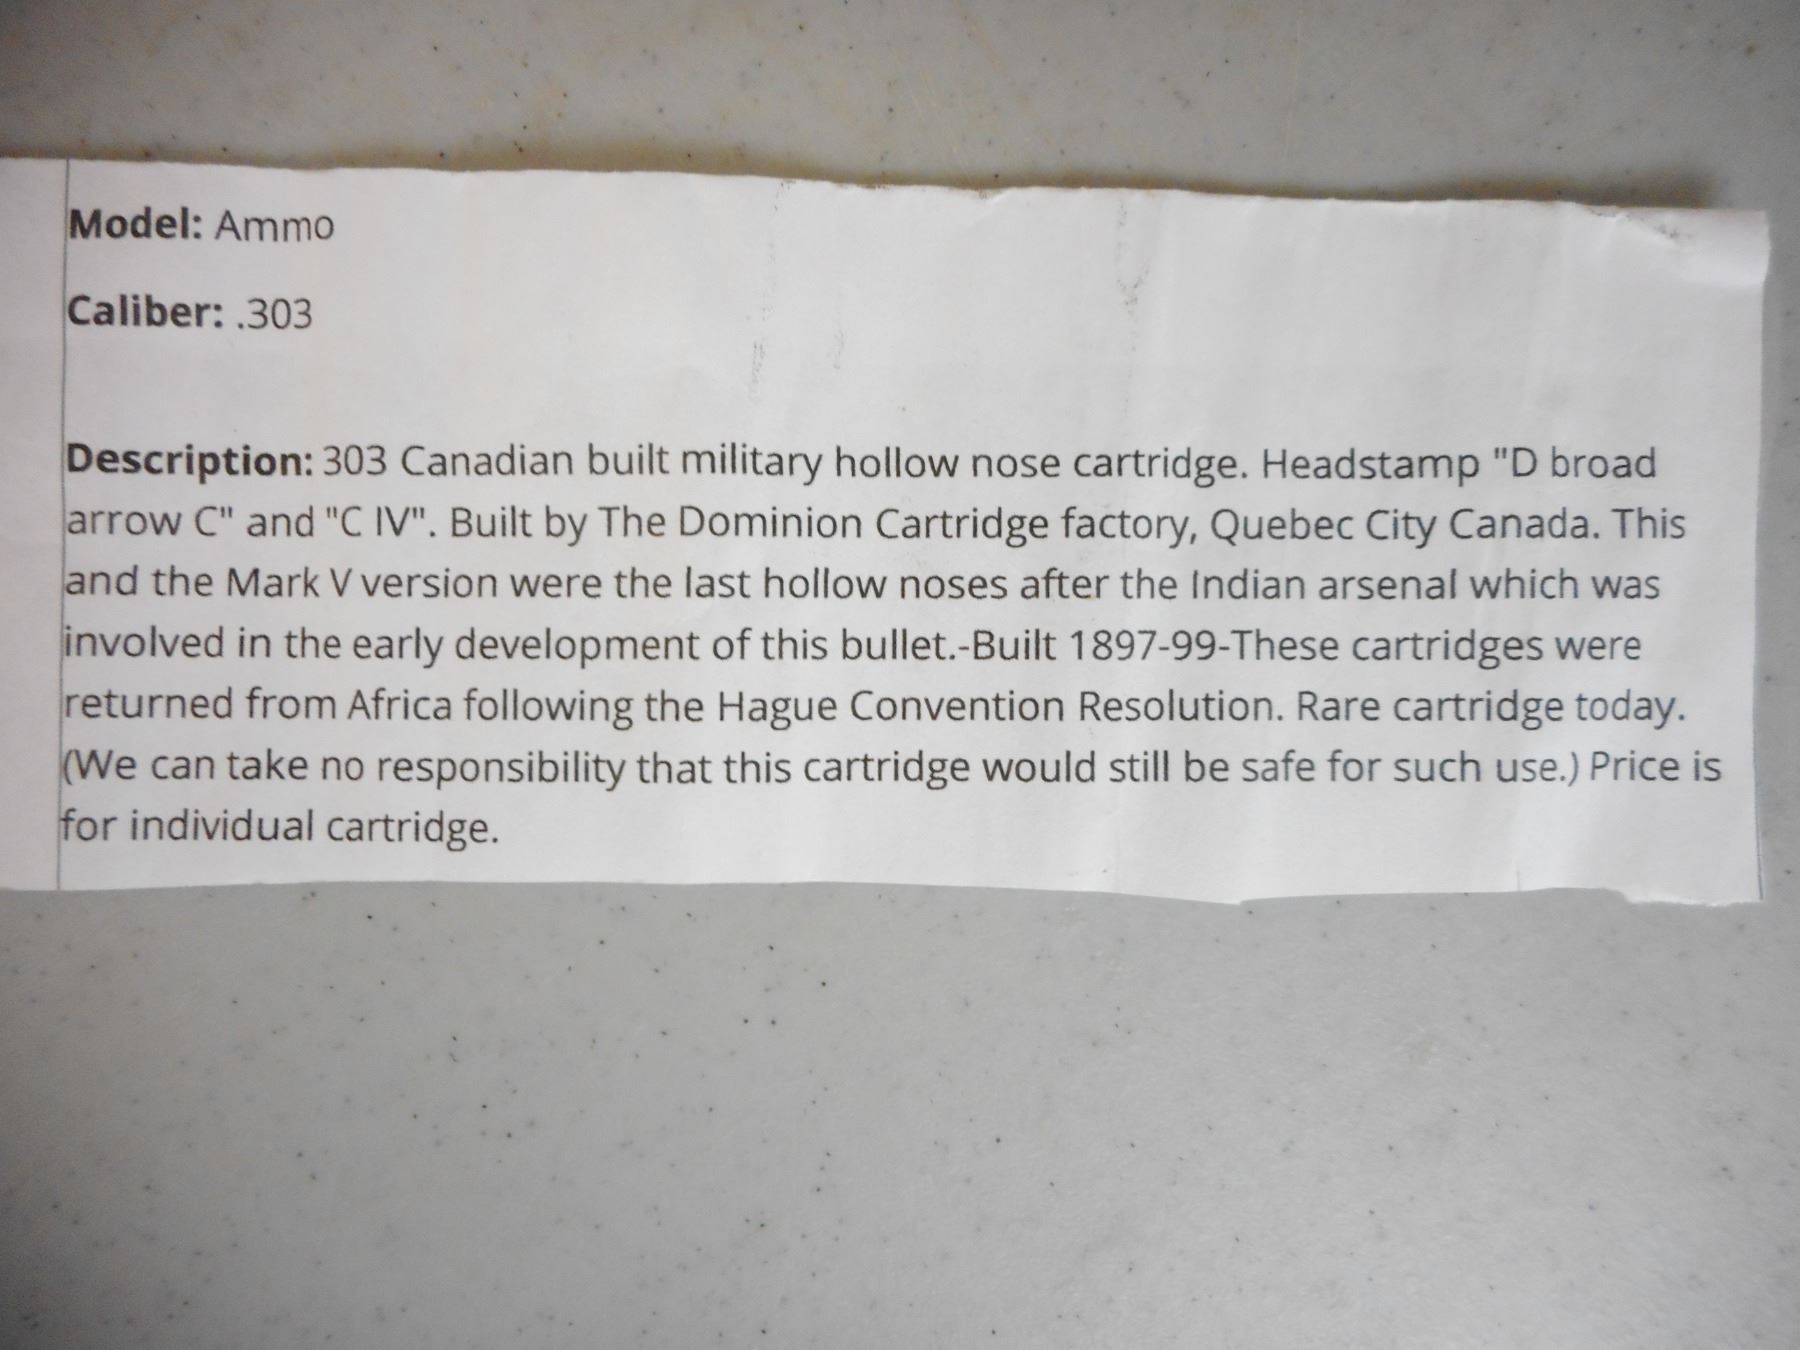 Model: Ammo
Caliber: .303
Description: 303 Canadian built military hollow nose cartridge. Headstamp "D broad
arrow C" and "C IV". Built by The Dominion Cartridge factory, Quebec City Canada. This
and the Mark V version were the last hollow noses after the Indian arsenal which was
involved in the early development of this bullet.-Built 1897-99-These cartridges were
returned from Africa following the Hague Convention Resolution. Rare cartridge today.
(We can take no responsibility that this cartridge would still be safe for such use.) Price is
for individual cartridge.